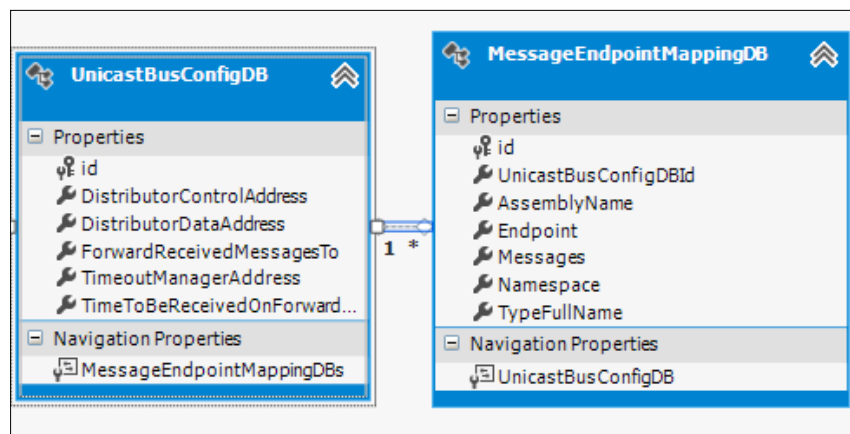 UnicastBusConfigDB
Properties
id
DistributorControlAddress
DistributorDataAddress
ForwardReceivedMessagesTo
TimeoutManagerAddress
TimeToBeReceivedOnForward...
Navigation Properties
MessageEndpointMappingDBs
1 *
MessageEndpointMappingDB
Properties
id
UnicastBusConfigDBId
AssemblyName
Endpoint
Messages
Namespace
TypeFullName
Navigation Properties
UnicastBusConfigDB